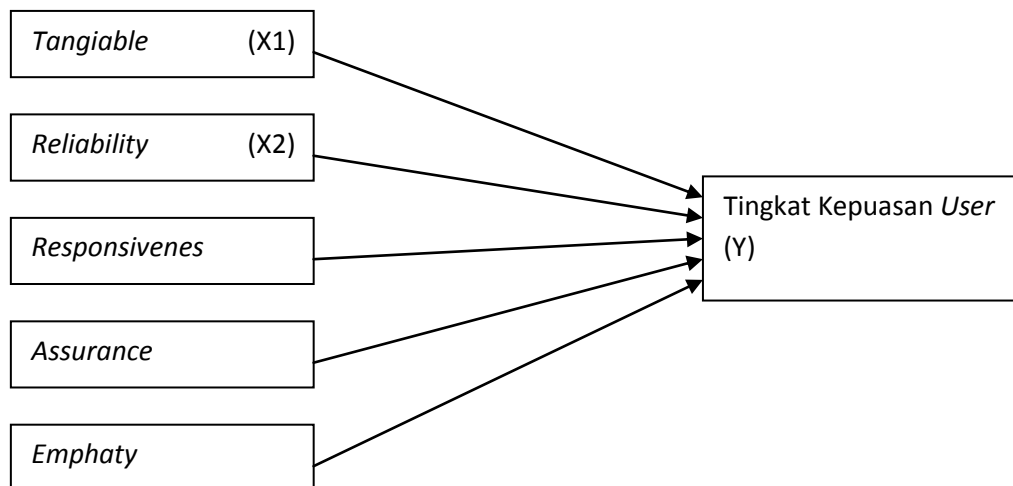 Tangiable (X1)
Reliability (X2)
Responsivenes
Assurance
Emphaty
Tingkat Kepuasan User
(Y)